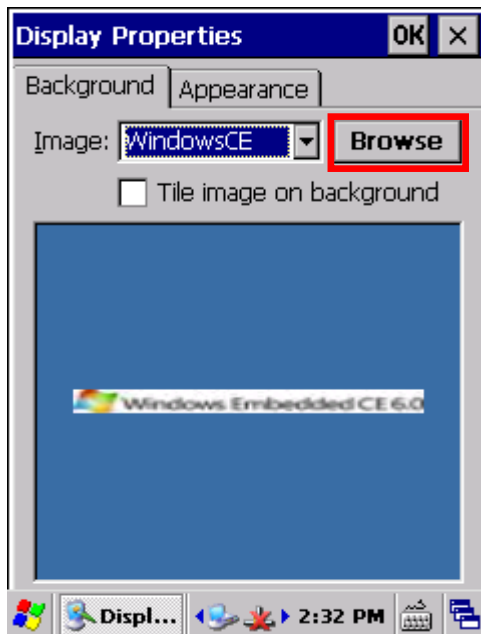 Display Properties OK ×
Background Appearance
Image: WindowsCE Browse
Tile image on background
Windows Embedded CE 6.0
Displ... 2:32 PM